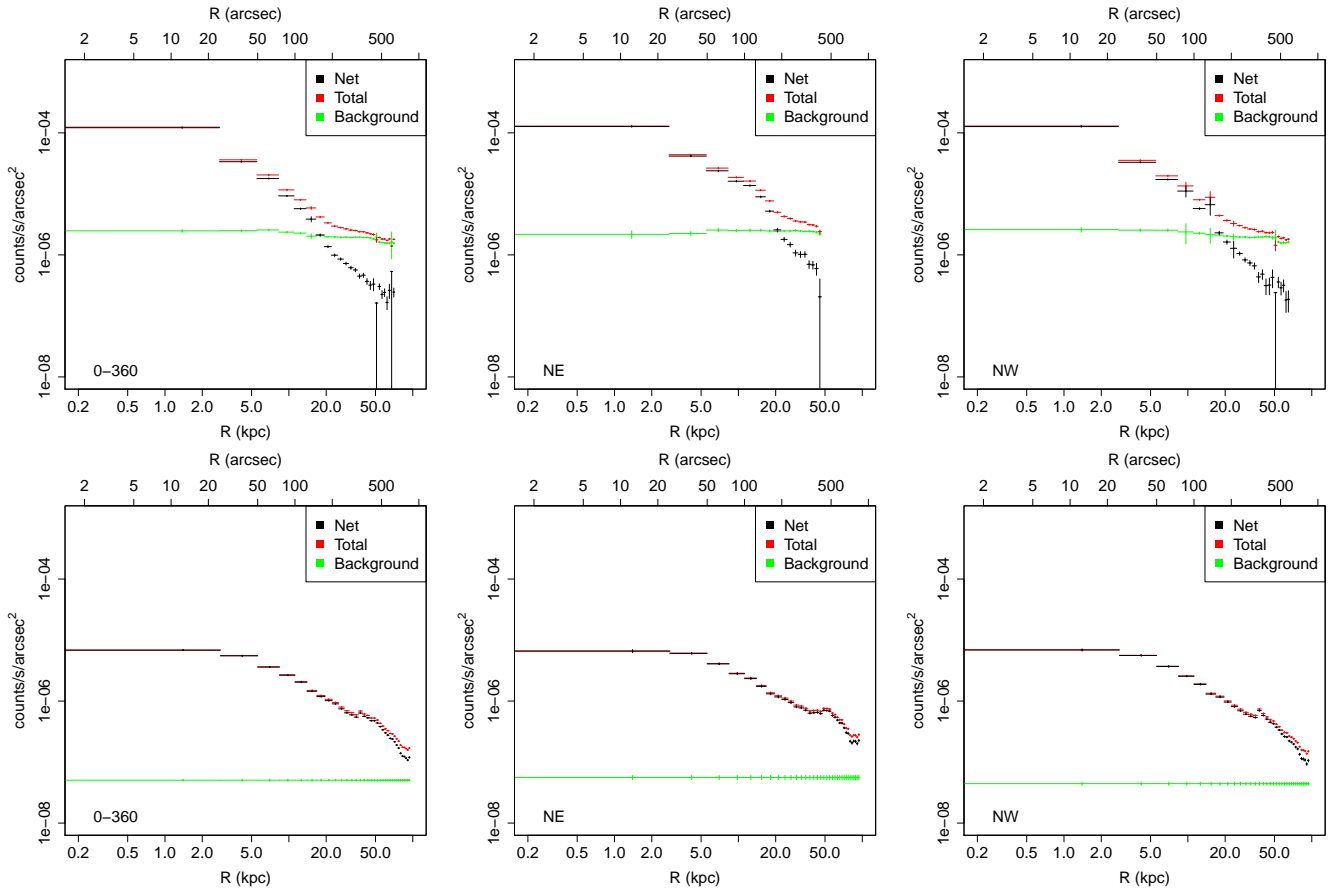 R (arcsec) R (arcsec) R (arcsec)
2 5 10 20 50 100 500 2 5 10 20 50 100 500 2 5 10 20 50 100 500
Net Net Net
Total Total Total
Background Background Background
counts/s/arcsec² counts/s/arcsec² counts/s/arcsec²
1e−04 1e−04 1e−04
1e−06 1e−06 1e−06
1e−08 1e−08 1e−08
0−360 NE NW
0.2 0.5 1.0 2.0 5.0 20.0 50.0 0.2 0.5 1.0 2.0 5.0 20.0 50.0 0.2 0.5 1.0 2.0 5.0 20.0 50.0
R (kpc) R (kpc) R (kpc)
R (arcsec) R (arcsec) R (arcsec)
2 5 10 20 50 100 500 2 5 10 20 50 100 500 2 5 10 20 50 100 500
Net Net Net
Total Total Total
Background Background Background
counts/s/arcsec² counts/s/arcsec² counts/s/arcsec²
1e−04 1e−04 1e−04
1e−06 1e−06 1e−06
1e−08 1e−08 1e−08
0−360 NE NW
0.2 0.5 1.0 2.0 5.0 20.0 50.0 0.2 0.5 1.0 2.0 5.0 20.0 50.0 0.2 0.5 1.0 2.0 5.0 20.0 50.0
R (kpc) R (kpc) R (kpc)